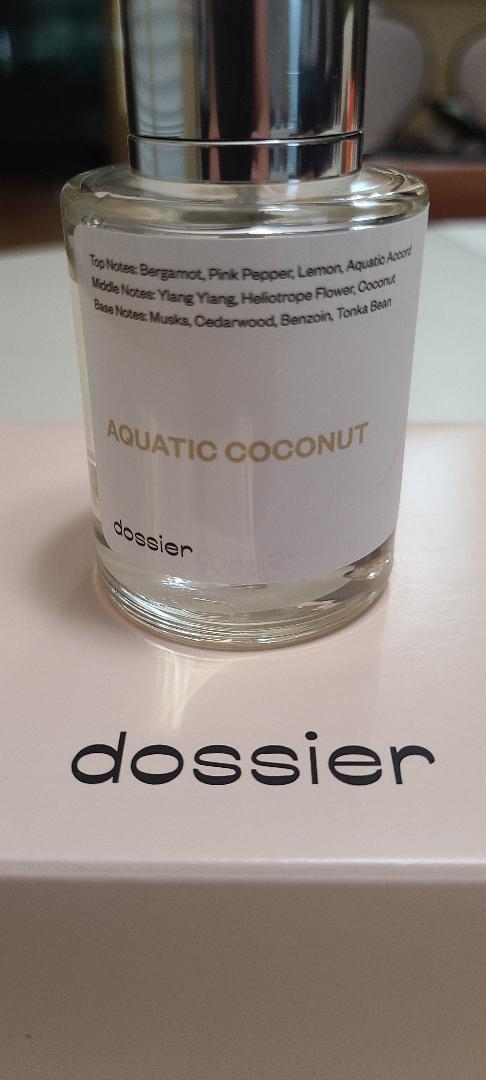 Top Notes: Bergamot, Pink Pepper, Lemon, Aquatic Accord
Middle Notes: Ylang Ylang, Heliotrope Flower, Coconut
Base Notes: Musks, Cedarwood, Benzoin, Tonka Bean
AQUATIC COCONUT
dossier
dossier